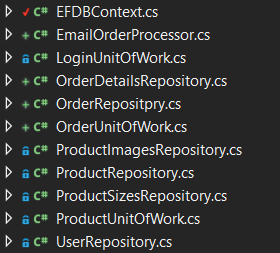 C# EFDBContext.cs
C# EmailOrderProcessor.cs
C# LoginUnitOfWork.cs
C# OrderDetailsRepository.cs
C# OrderRepositpry.cs
C# OrderUnitOfWork.cs
C# ProductImagesRepository.cs
C# ProductRepository.cs
C# ProductSizesRepository.cs
C# ProductUnitOfWork.cs
C# UserRepository.cs